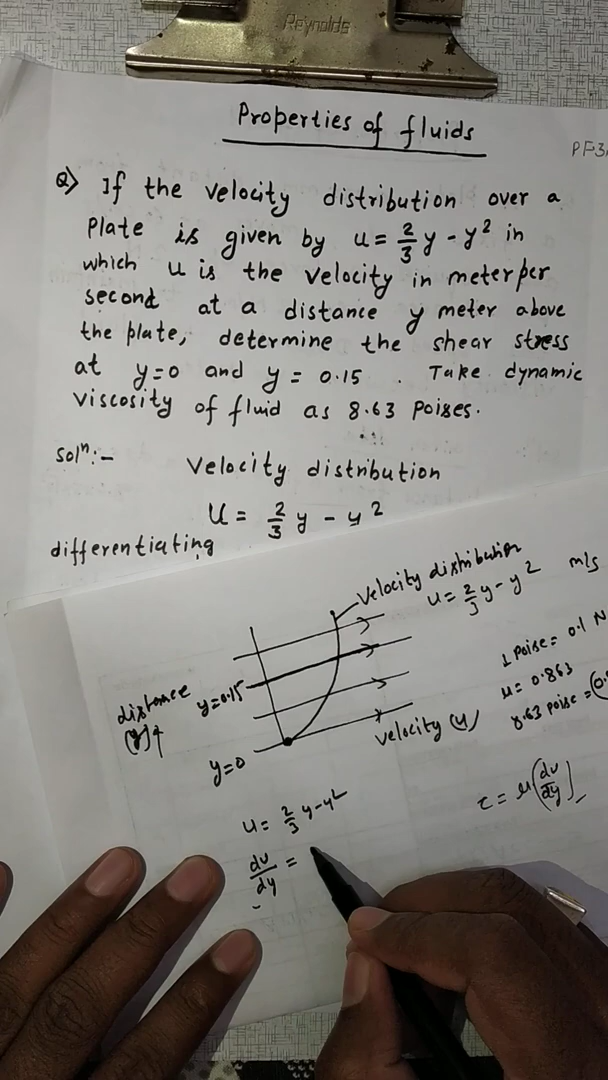 Reynolds
Properties of fluids
PF3
Q) If the velocity distribution over a
plate is given by u = 2/3 y - y² in
which u is the velocity in meter per
second at a distance y meter above
the plate, determine the shear stress
at y=0 and y = 0.15 . Take dynamic
viscosity of fluid as 8.63 poises.
Solⁿ:- Velocity distribution
U = 2/3 y - y²
differentiating
Velocity distribution
u = 2/3 y - y² m/s
distance
(y)↑
y=0.15
y=0
velocity (u)
1 Poise = 0.1 N
μ = 0.863
8.63 poise =
τ = μ(du/dy)
u = 2/3 y - y²
du/dy =